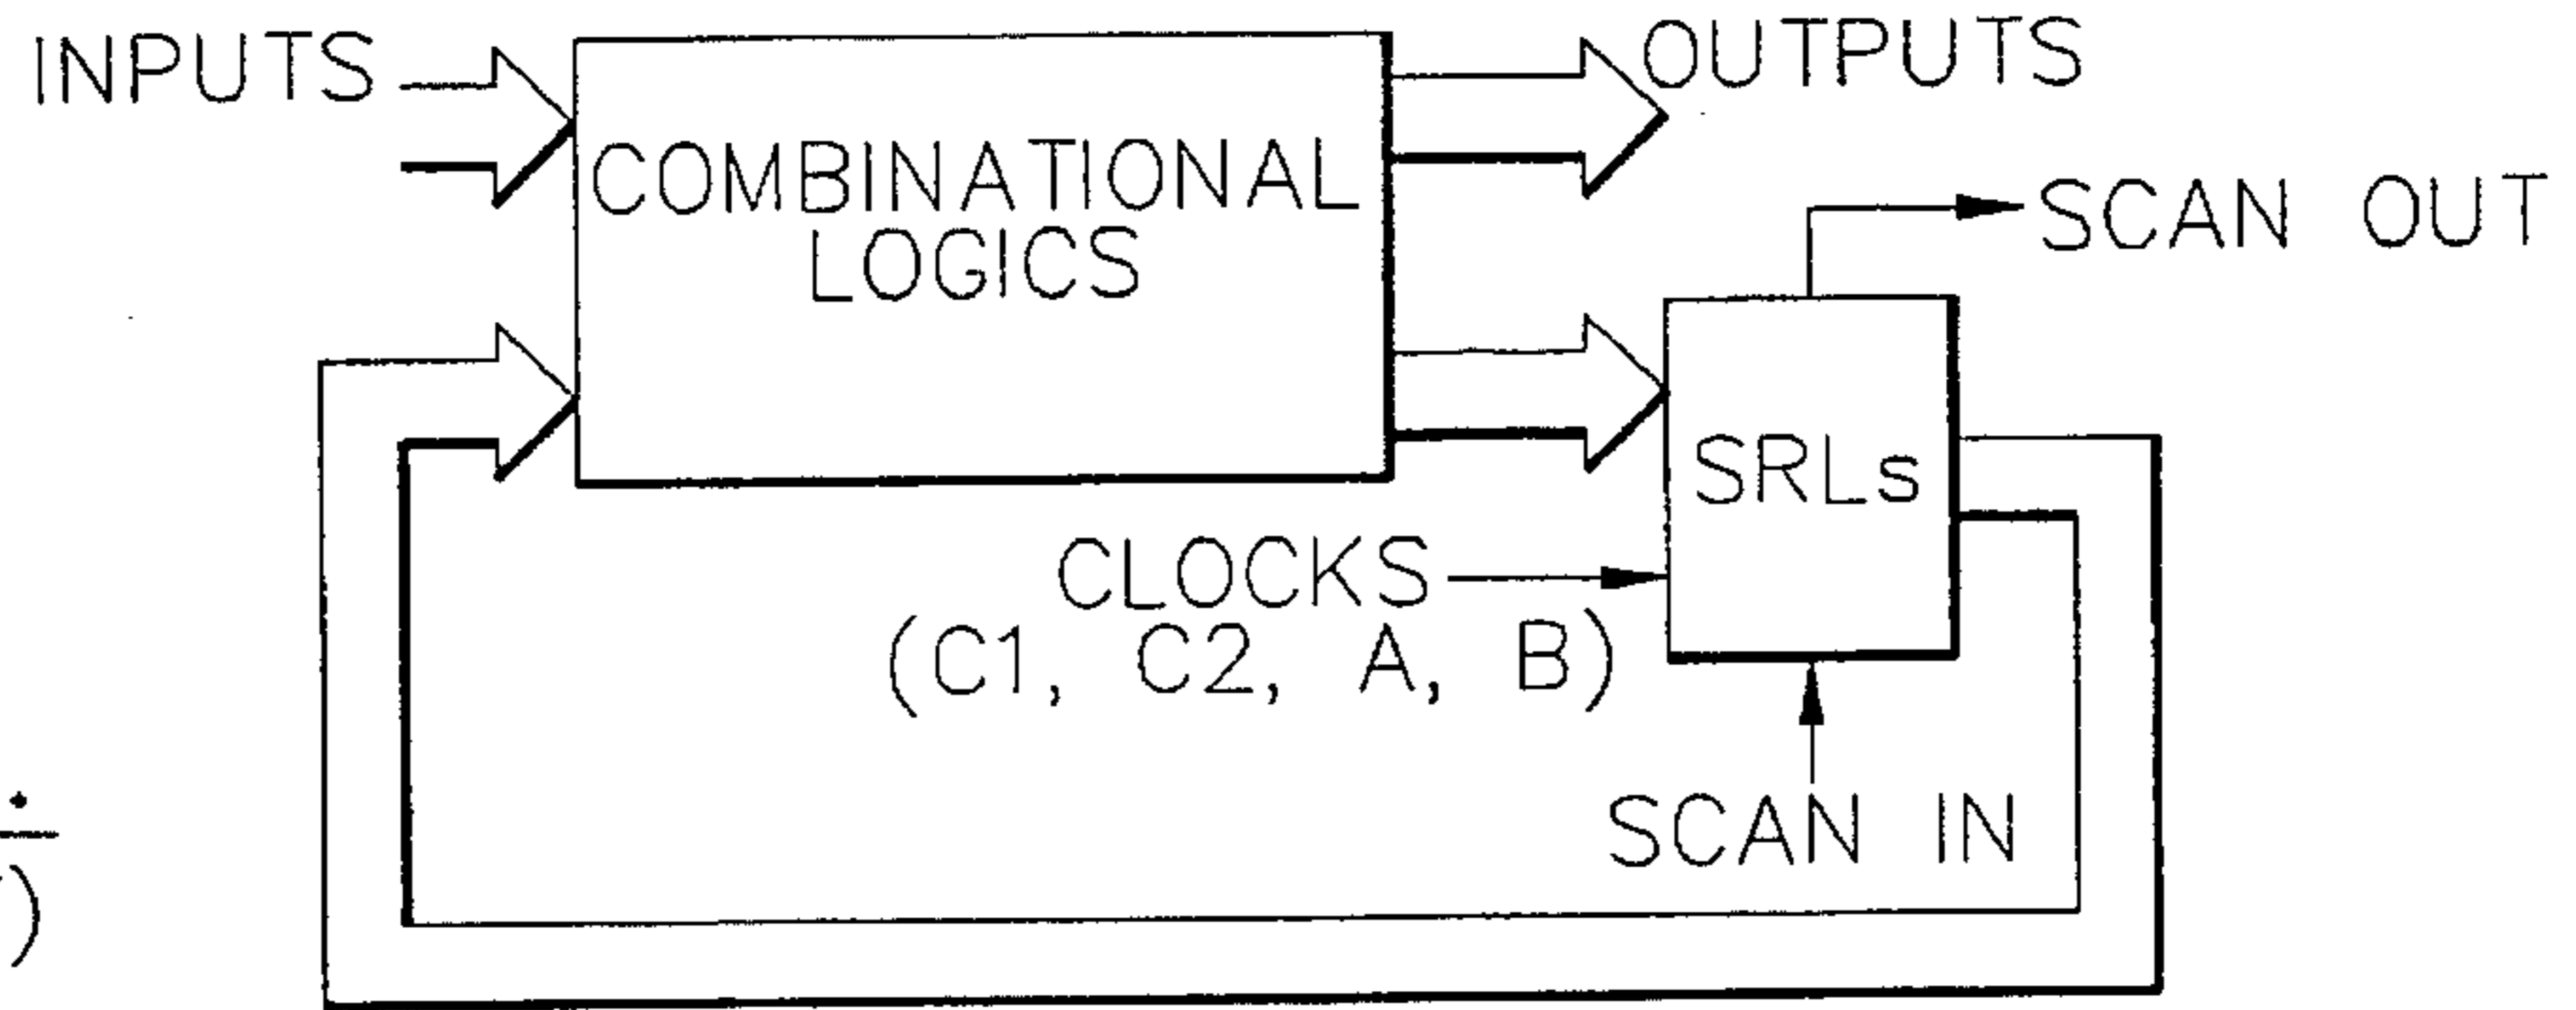 INPUTS
OUTPUTS
COMBINATIONAL
LOGICS
SCAN OUT
SRLs
CLOCKS
(C1, C2, A, B)
SCAN IN